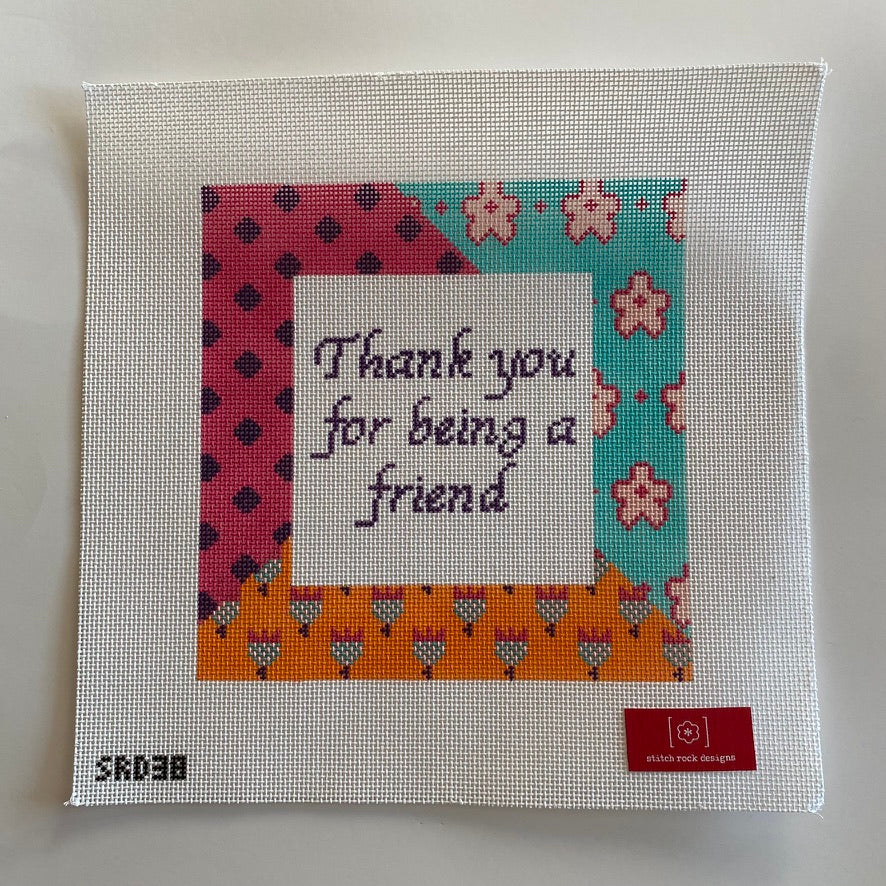 Thank you
for being a
friend
SRD38
[*]
stitch rock designs